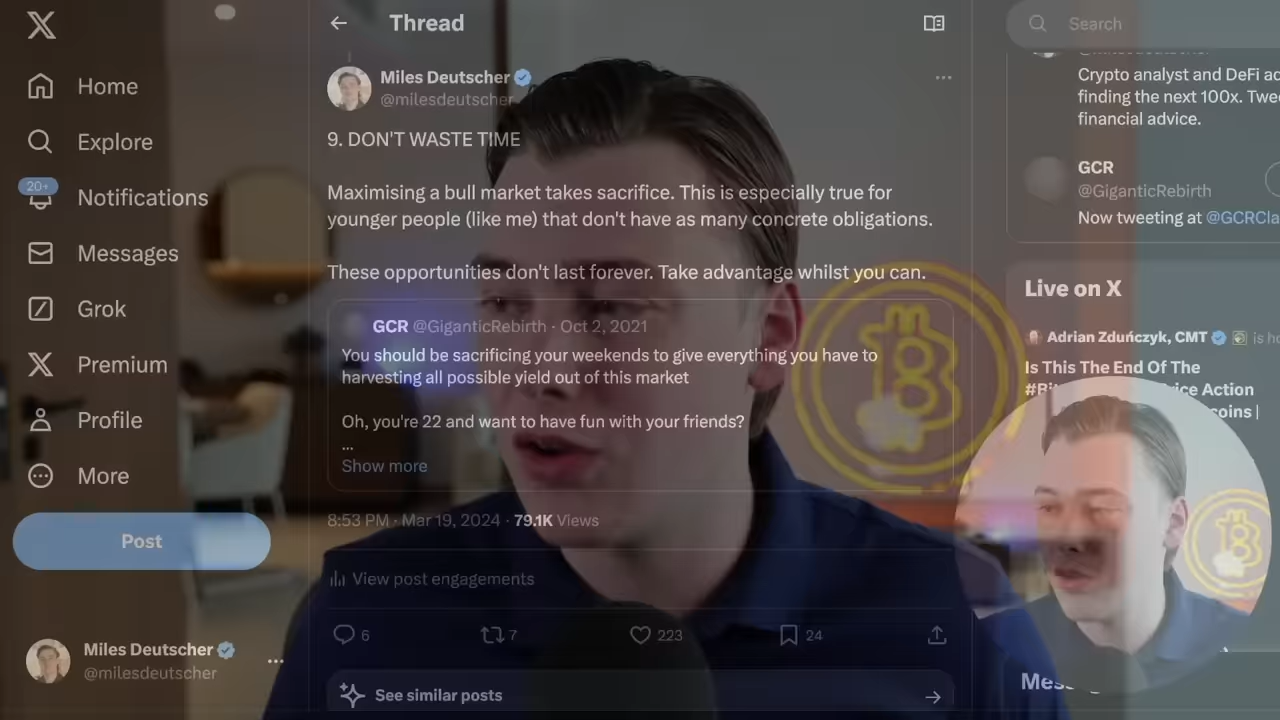 Home
Explore
20+
Notifications
Messages
Grok
Premium
Profile
More
Post
Miles Deutscher
@milesdeutscher
Thread
Miles Deutscher
@milesdeutscher
9. DON'T WASTE TIME
Maximising a bull market takes sacrifice. This is especially true for
younger people (like me) that don't have as many concrete obligations.
These opportunities don't last forever. Take advantage whilst you can.
GCR @GiganticRebirth · Oct 2, 2021
You should be sacrificing your weekends to give everything you have to
harvesting all possible yield out of this market
Oh, you're 22 and want to have fun with your friends?
...
Show more
8:53 PM · Mar 19, 2024 · 79.1K Views
View post engagements
6 7 223 24
See similar posts
Search
Crypto analyst and DeFi
finding the next 100x.
financial advice.
GCR
@GiganticRebirth
Now tweeting at
Live on X
Adrian Zduńczyk, CMT is
Is This The End Of The
Action